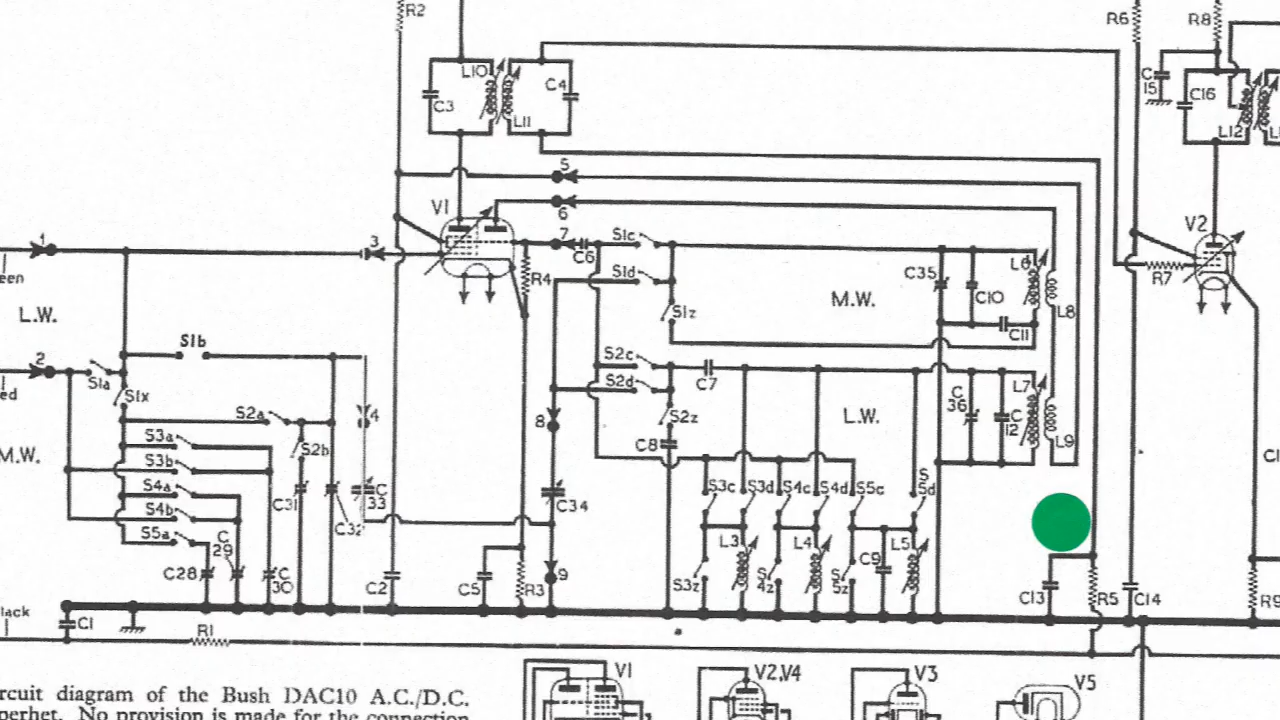 R2
R6
R8
L10
C3
C4
L11
C
15
C16
L12
5
6
V1
V2
1
3
7
C6
S1c
R4
S1d
C35
L6
R7
een
M.W.
C10
L8
L.W.
S1z
C11
S1b
2
S2c
S1a
S2d
C7
L7
ed
S1x
4
S2a
S2z
L.W.
C
36
C
12
8
S3a
S2b
C8
L9
M.W.
S3b
S4a
S3c
S3d
S4c
S4d
S5c
S
5d
C31
C
33
C34
S4b
C32
S5a
C
29
L3
L4
C9
L5
C28
C
30
C2
C5
R3
9
S3z
S
4z
S
5z
C13
R5
C14
R9
lack
C1
R1
V1
V2,V4
V3
V5
rcuit diagram of the Bush DAC10 A.C./D.C.
perhet. No provision is made for the connection